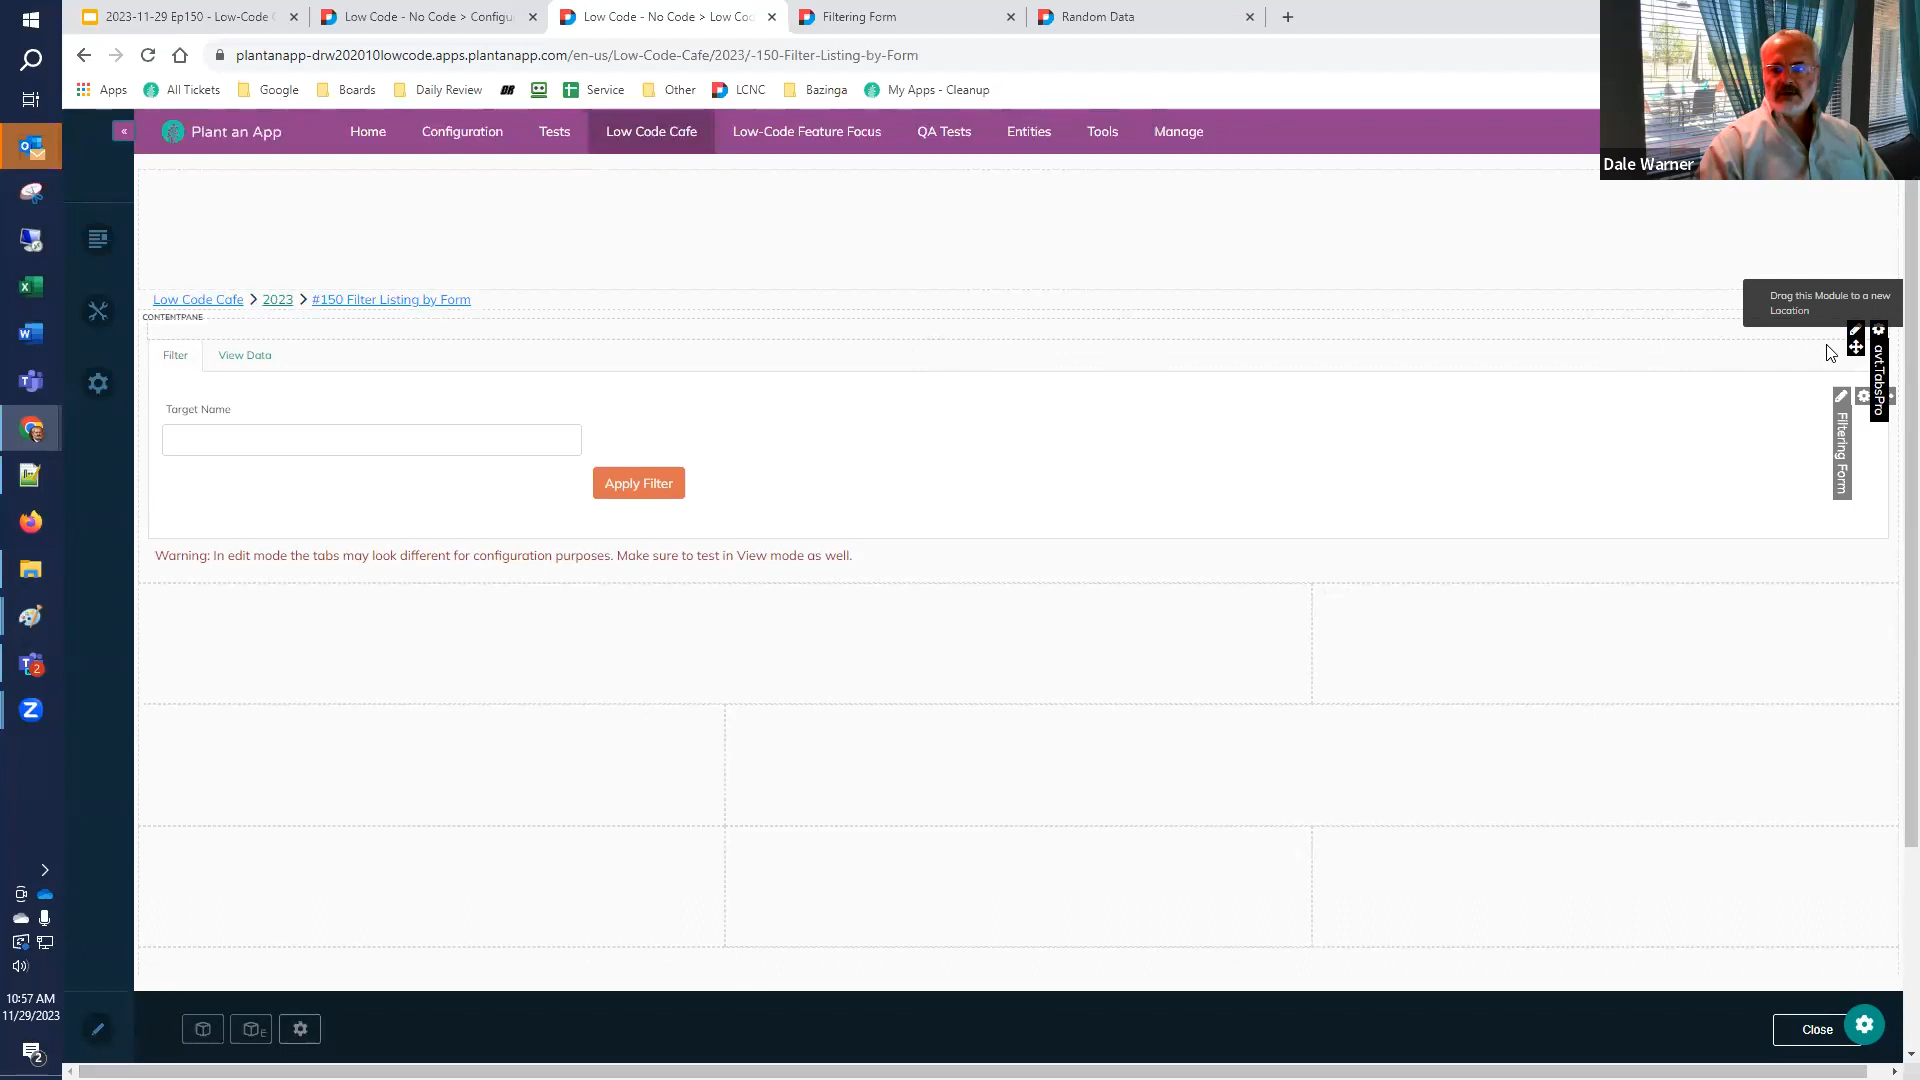 2023-11-29 Ep150 - Low-Code C
Low Code - No Code > Configu
Low Code - No Code > Low Co
Filtering Form
Random Data
plantanapp-drw202010lowcode.apps.plantanapp.com/en-us/Low-Code-Cafe/2023/-150-Filter-Listing-by-Form
Apps
All Tickets
Google
Boards
Daily Review
DR
Service
Other
LCNC
Bazinga
My Apps - Cleanup
Plant an App
Home
Configuration
Tests
Low Code Cafe
Low-Code Feature Focus
QA Tests
Entities
Tools
Manage
Dale Warner
Low Code Cafe > 2023 > #150 Filter Listing by Form
CONTENTPANE
Drag this Module to a new
Location
avt.TabsPro
Filter
View Data
Target Name
Filtering Form
Apply Filter
Warning: In edit mode the tabs may look different for configuration purposes. Make sure to test in View mode as well.
10:57 AM
11/29/2023
2
2
E
Close